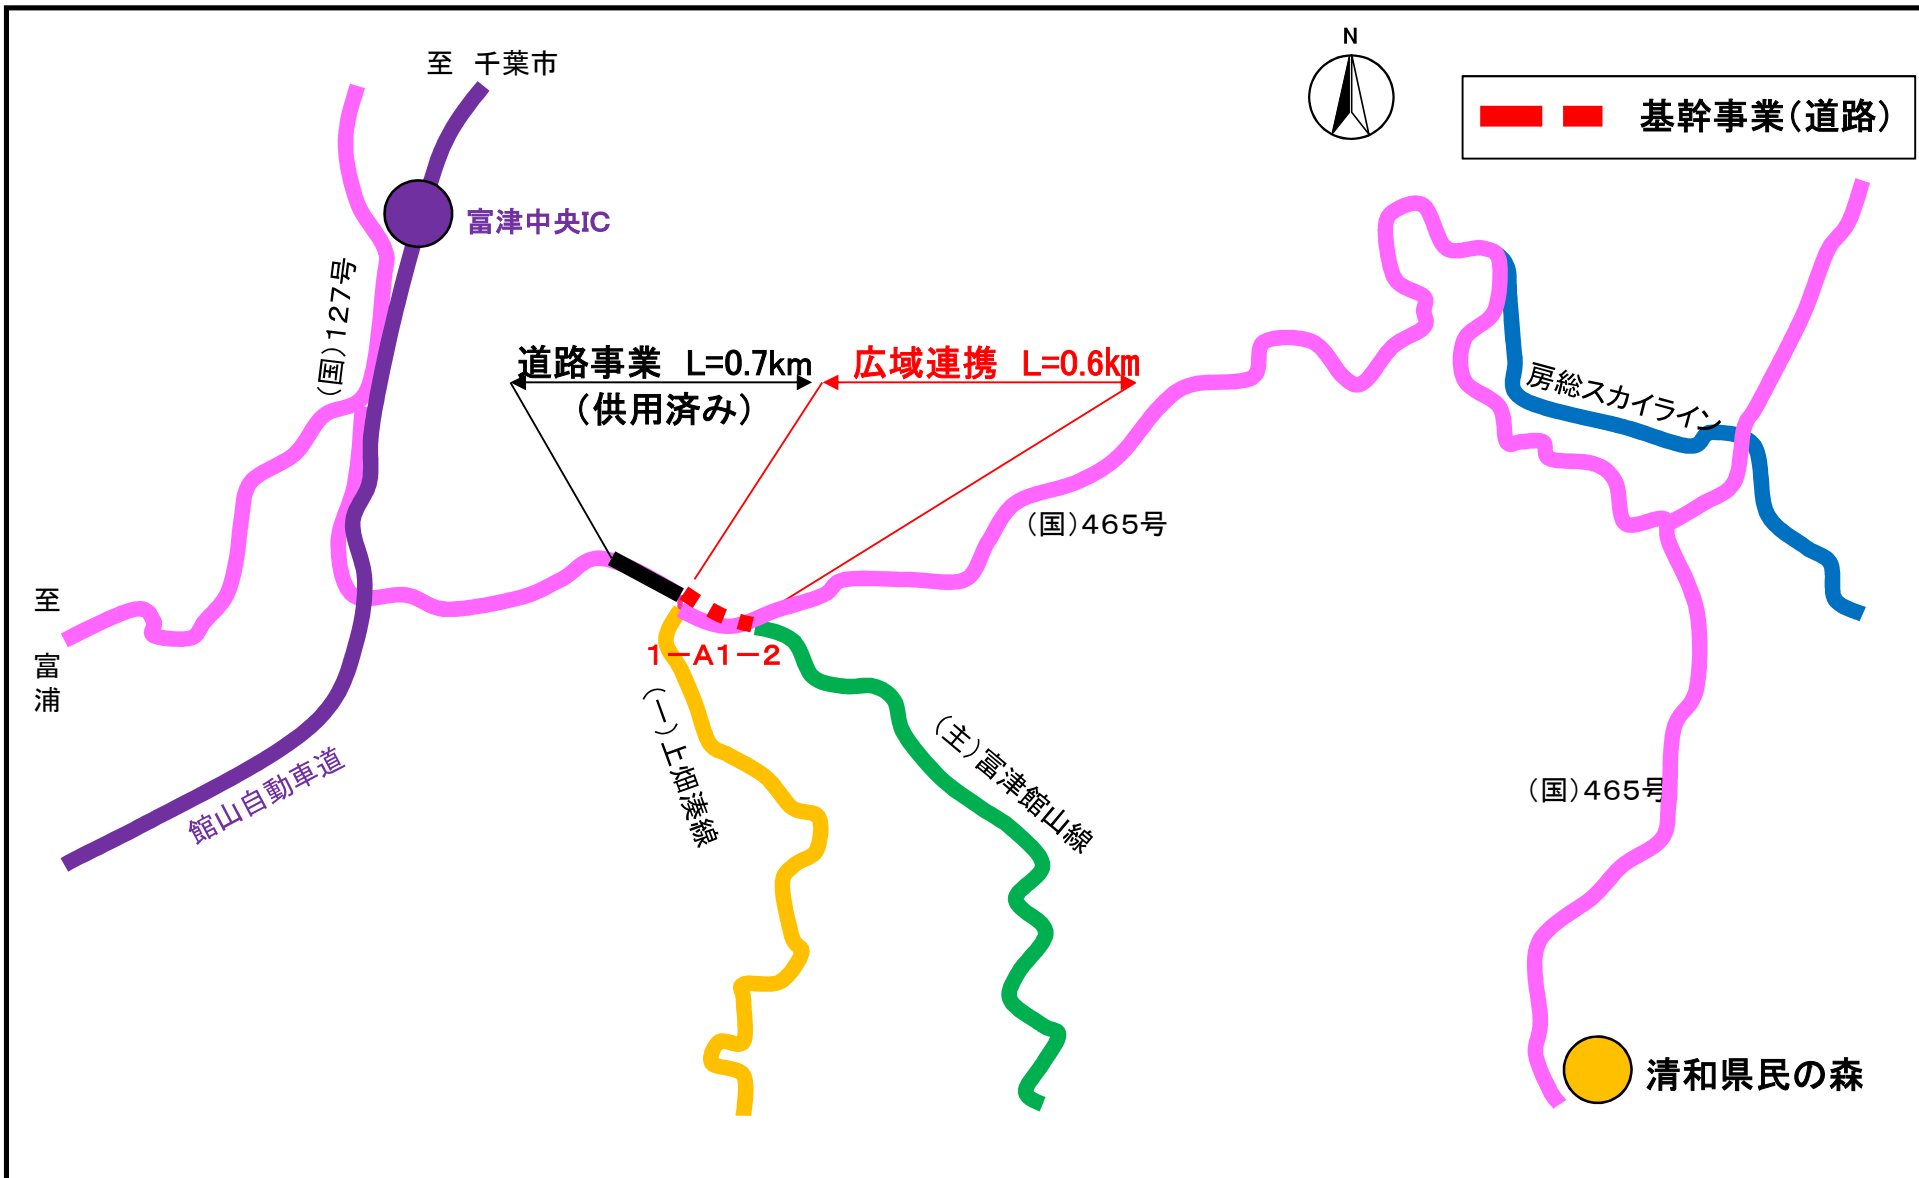 至 千葉市
N
基幹事業（道路）
富津中央IC
（国）127号
道路事業 L=0.7km
（供用済み）
広域連携 L=0.6km
房総スカイライン
（国）465号
至
富
浦
1－A1－2
（一）上畑湊線
（主）富津館山線
館山自動車道
（国）465号
清和県民の森